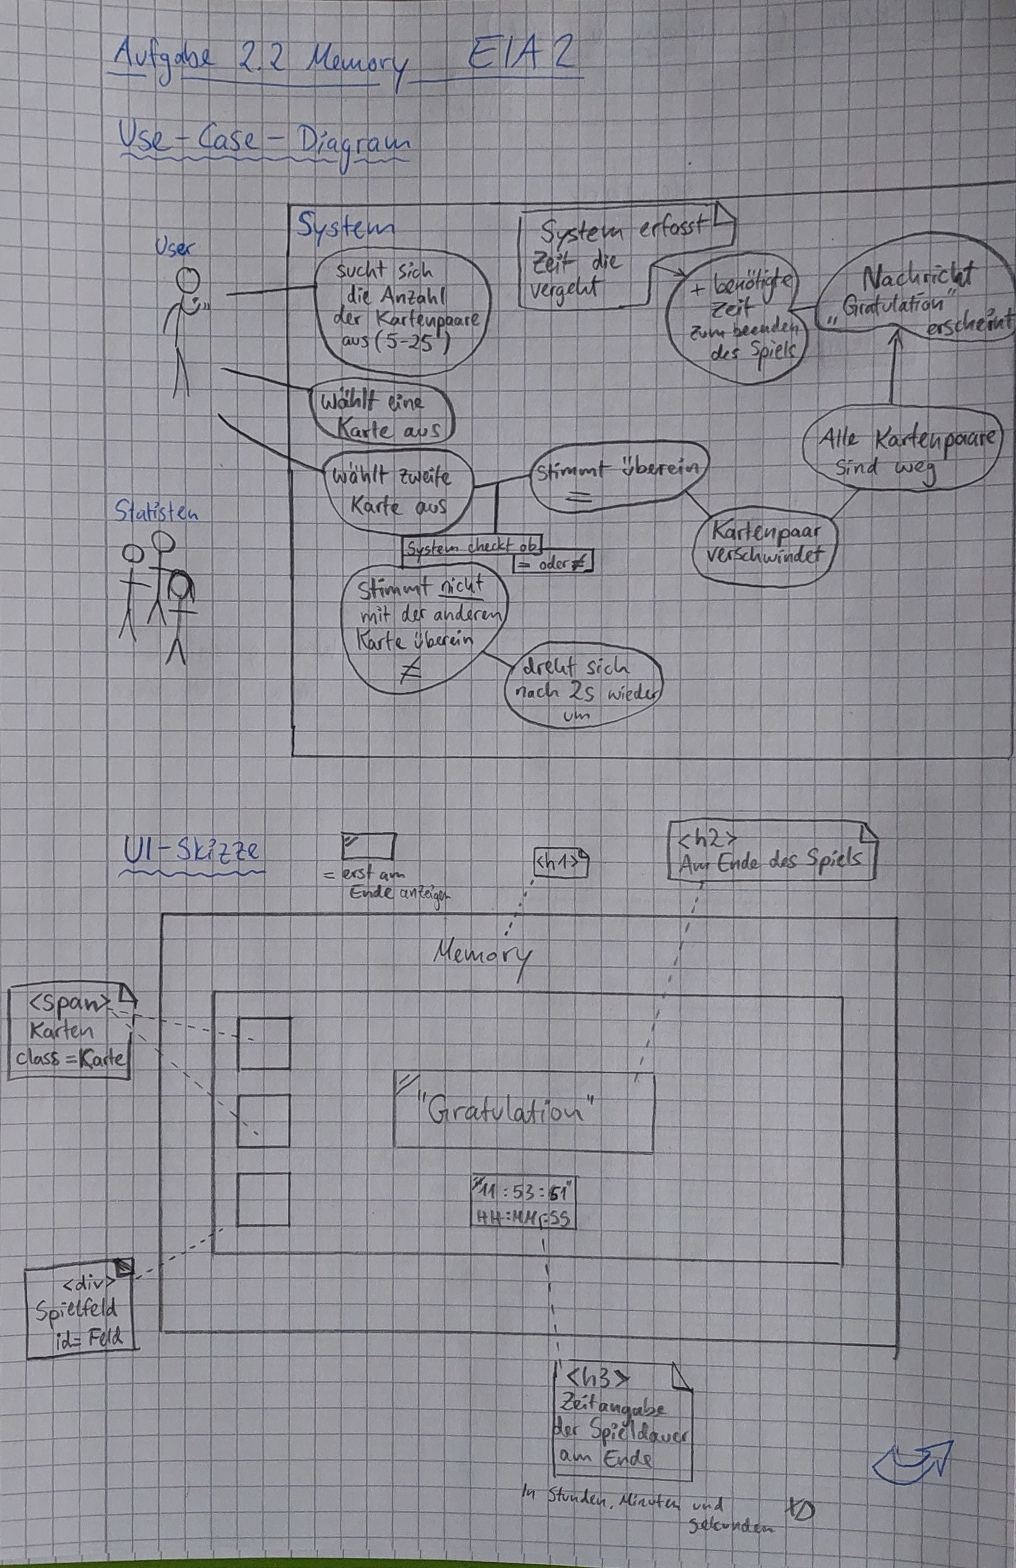 Aufgabe 2.2 Memory EIA2
Use-Case-Diagram
User
System
sucht sich
die Anzahl
der Kartenpaare
aus (5-25)
System erfasst
Zeit die
vergeht
+ benötigte
Zeit
zum beenden
des Spiels
Nachricht
"Gratulation"
erscheint
wählt eine
Karte aus
wählt zweite
Karte aus
stimmt überein
=
Alle Kartenpaare
sind weg
Kartenpaar
verschwindet
System checkt ob
= oder ≠
Statisten
stimmt nicht
mit der anderen
Karte überein
≠
dreht sich
nach 2s wieder
um
UI-Skizze
= erst am
Ende anzeigen
<h1>
<h2>
Am Ende des Spiels
Memory
<span>
Karten
class=Karte
"Gratulation"
"11:53:61"
HH:MM:SS
<div>
Spielfeld
id=Feld
<h3>
Zeitangabe
der Spieldauer
am Ende
In Stunden, Minuten und
Sekunden